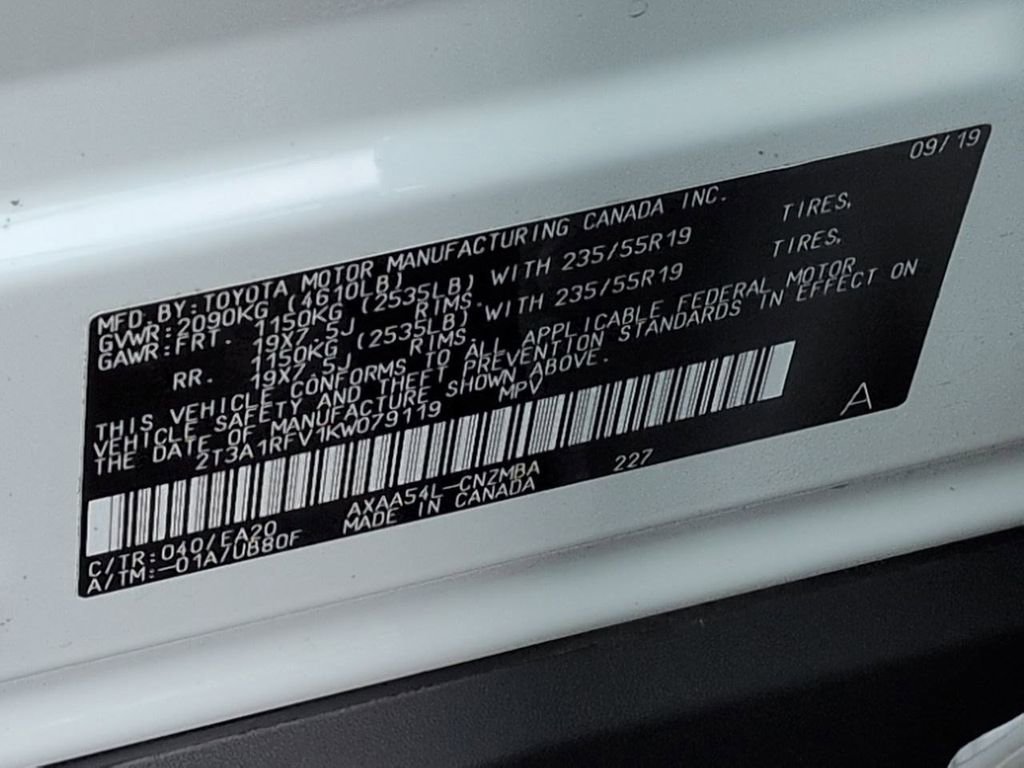 09/19
MFD.BY:TOYOTA MOTOR MANUFACTURING CANADA INC.
GVWR:2090KG (4610LB)
GAWR:FRT. 1150KG (2535LB) WITH 235/55R19 TIRES,
19X7.5J RIMS.
RR. 1150KG (2535LB) WITH 235/55R19 TIRES,
19X7.5J RIMS.
THIS VEHICLE CONFORMS TO ALL APPLICABLE FEDERAL MOTOR
VEHICLE SAFETY AND THEFT PREVENTION STANDARDS IN EFFECT ON
THE DATE OF MANUFACTURE SHOWN ABOVE.
2T3A1RFV1KW079119 MPV
A
C/TR:040/EA20 AXAA54L-CNZMBA 227
A/TM:-01A/UB80F MADE IN CANADA